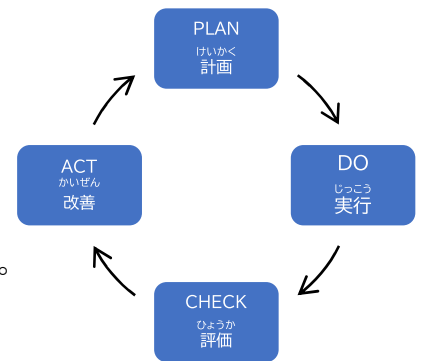 PLAN
けいかく
計画
DO
じっこう
実行
ACT
かいぜん
改善
CHECK
ひょうか
評価
。